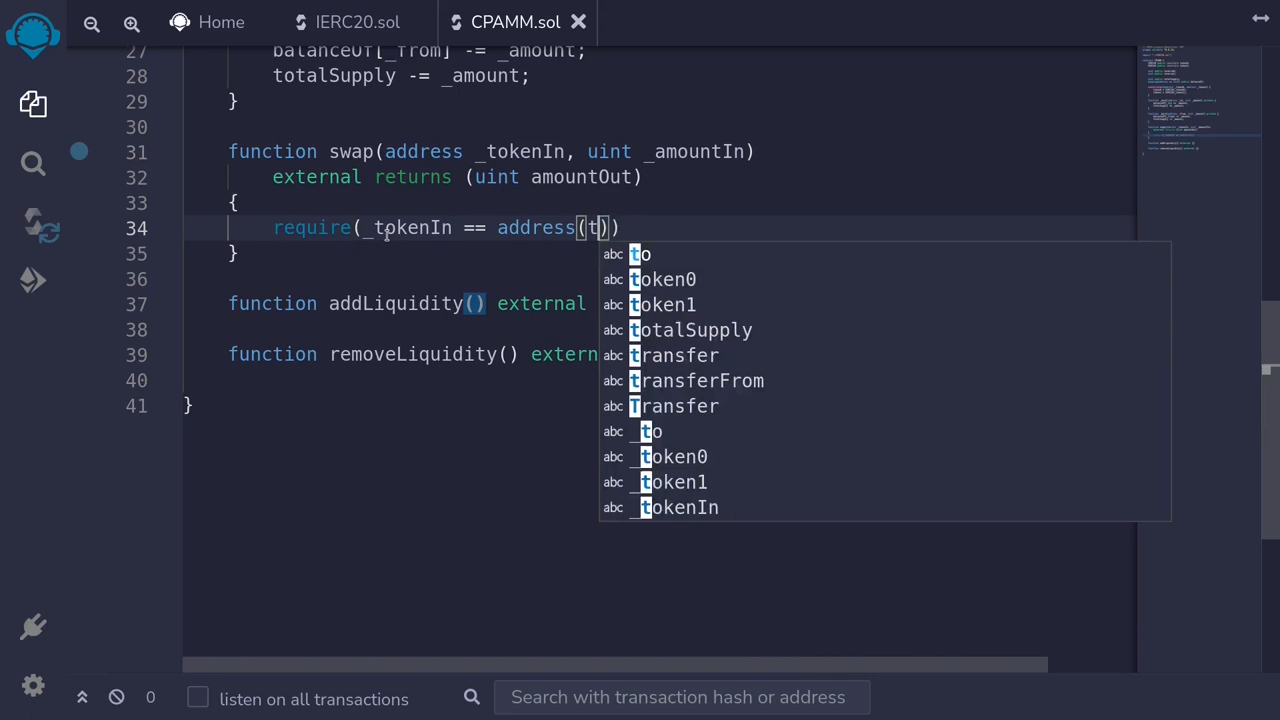 Home
IERC20.sol
CPAMM.sol
27 balanceOf[_from] -= _amount;
28 totalSupply -= _amount;
29 }
30
31 function swap(address _tokenIn, uint _amountIn)
32 external returns (uint amountOut)
33 {
34 require(_tokenIn == address(t))
35 }
36
37 function addLiquidity() external
38
39 function removeLiquidity() extern
40
41 }
abc to
abc token0
abc token1
abc totalSupply
abc transfer
abc transferFrom
abc Transfer
abc _to
abc _token0
abc _token1
abc _tokenIn
0
listen on all transactions
Search with transaction hash or address